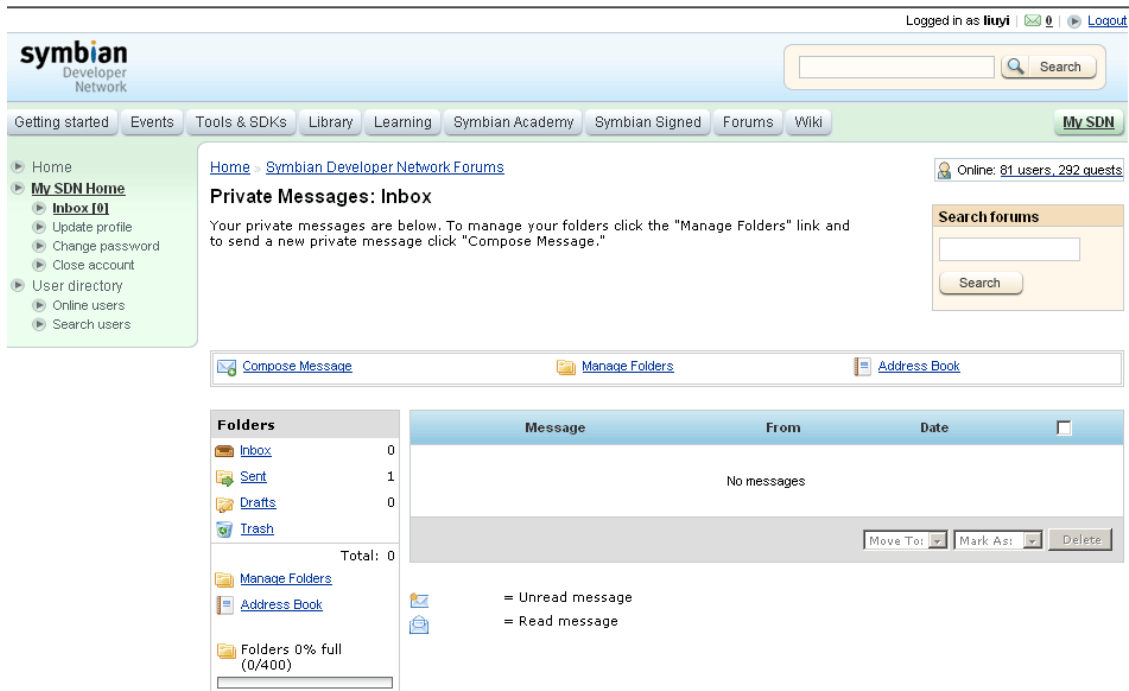 Logged in as liuyi | 0 | Logout
symbian
Developer
Network
Search
Getting started Events Tools & SDKs Library Learning Symbian Academy Symbian Signed Forums Wiki My SDN
Home
My SDN Home
Inbox [0]
Update profile
Change password
Close account
User directory
Online users
Search users
Home » Symbian Developer Network Forums
Private Messages: Inbox
Your private messages are below. To manage your folders click the "Manage Folders" link and
to send a new private message click "Compose Message."
Online: 81 users, 292 guests
Search forums
Search
Compose Message Manage Folders Address Book
Folders
Inbox 0
Sent 1
Drafts 0
Trash
Total: 0
Manage Folders
Address Book
Folders 0% full
(0/400)
Message From Date
No messages
Move To: Mark As: Delete
= Unread message
= Read message